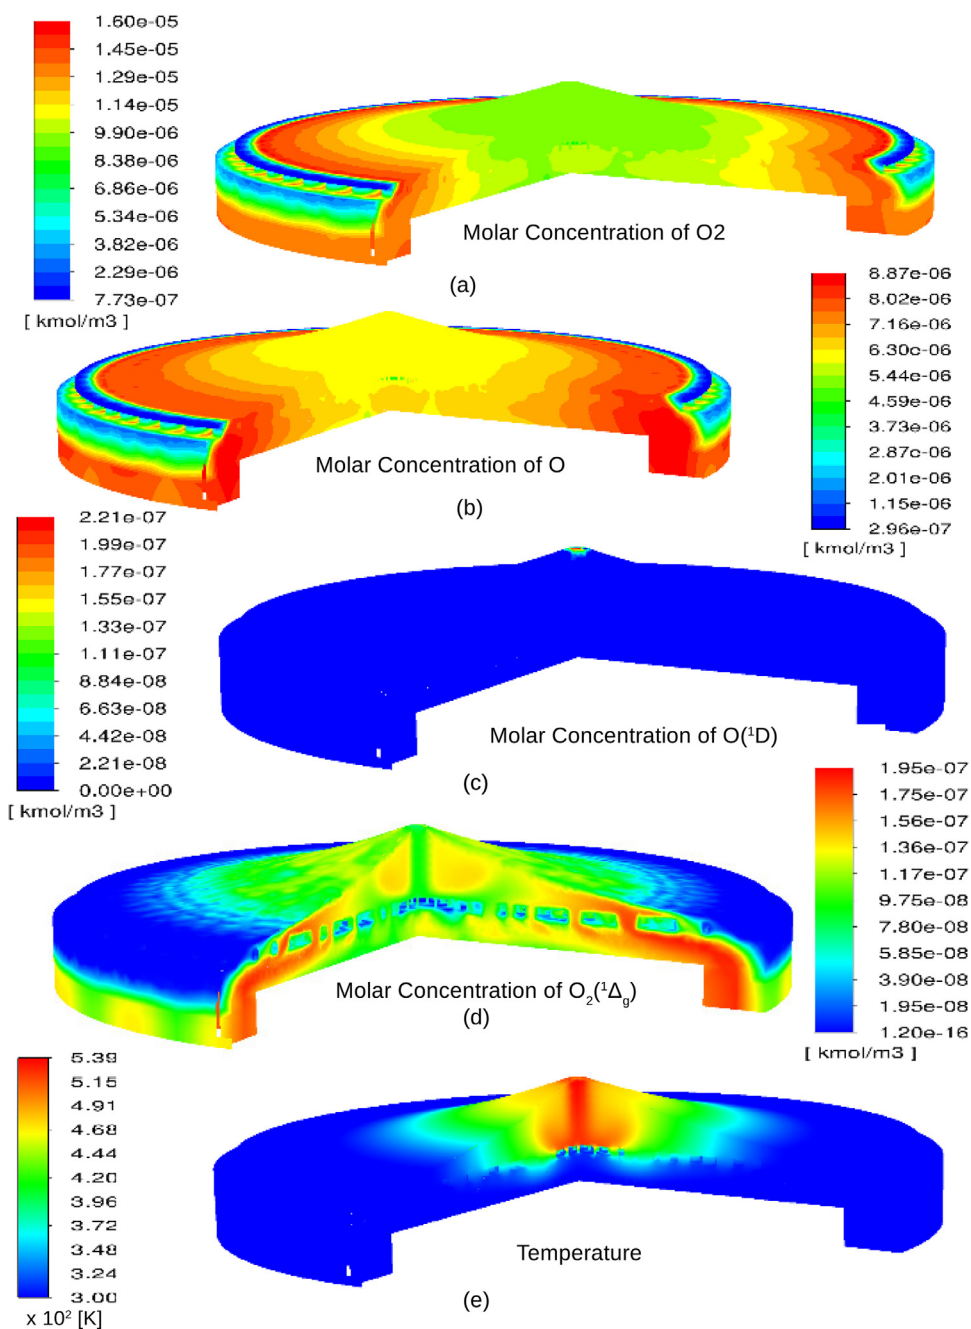 1.60e-05
1.45e-05
1.29e-05
1.14e-05
9.90e-06
8.38e-06
6.86e-06
5.34e-06
3.82e-06
2.29e-06
7.73e-07
[ kmol/m3 ]
Molar Concentration of O2
(a)
8.87e-06
8.02e-06
7.16e-06
6.30e-06
5.44e-06
4.59e-06
3.73e-06
2.87e-06
2.01e-06
1.15e-06
2.96e-07
[ kmol/m3 ]
Molar Concentration of O
(b)
2.21e-07
1.99e-07
1.77e-07
1.55e-07
1.33e-07
1.11e-07
8.84e-08
6.63e-08
4.42e-08
2.21e-08
0.00e+00
[ kmol/m3 ]
Molar Concentration of O(¹D)
(c)
1.95e-07
1.75e-07
1.56e-07
1.36e-07
1.17e-07
9.75e-08
7.80e-08
5.85e-08
3.90e-08
1.95e-08
1.20e-16
[ kmol/m3 ]
Molar Concentration of O₂(¹Δg)
(d)
5.39
5.15
4.91
4.68
4.44
4.20
3.96
3.72
3.48
3.24
3.00
x 10² [K]
Temperature
(e)